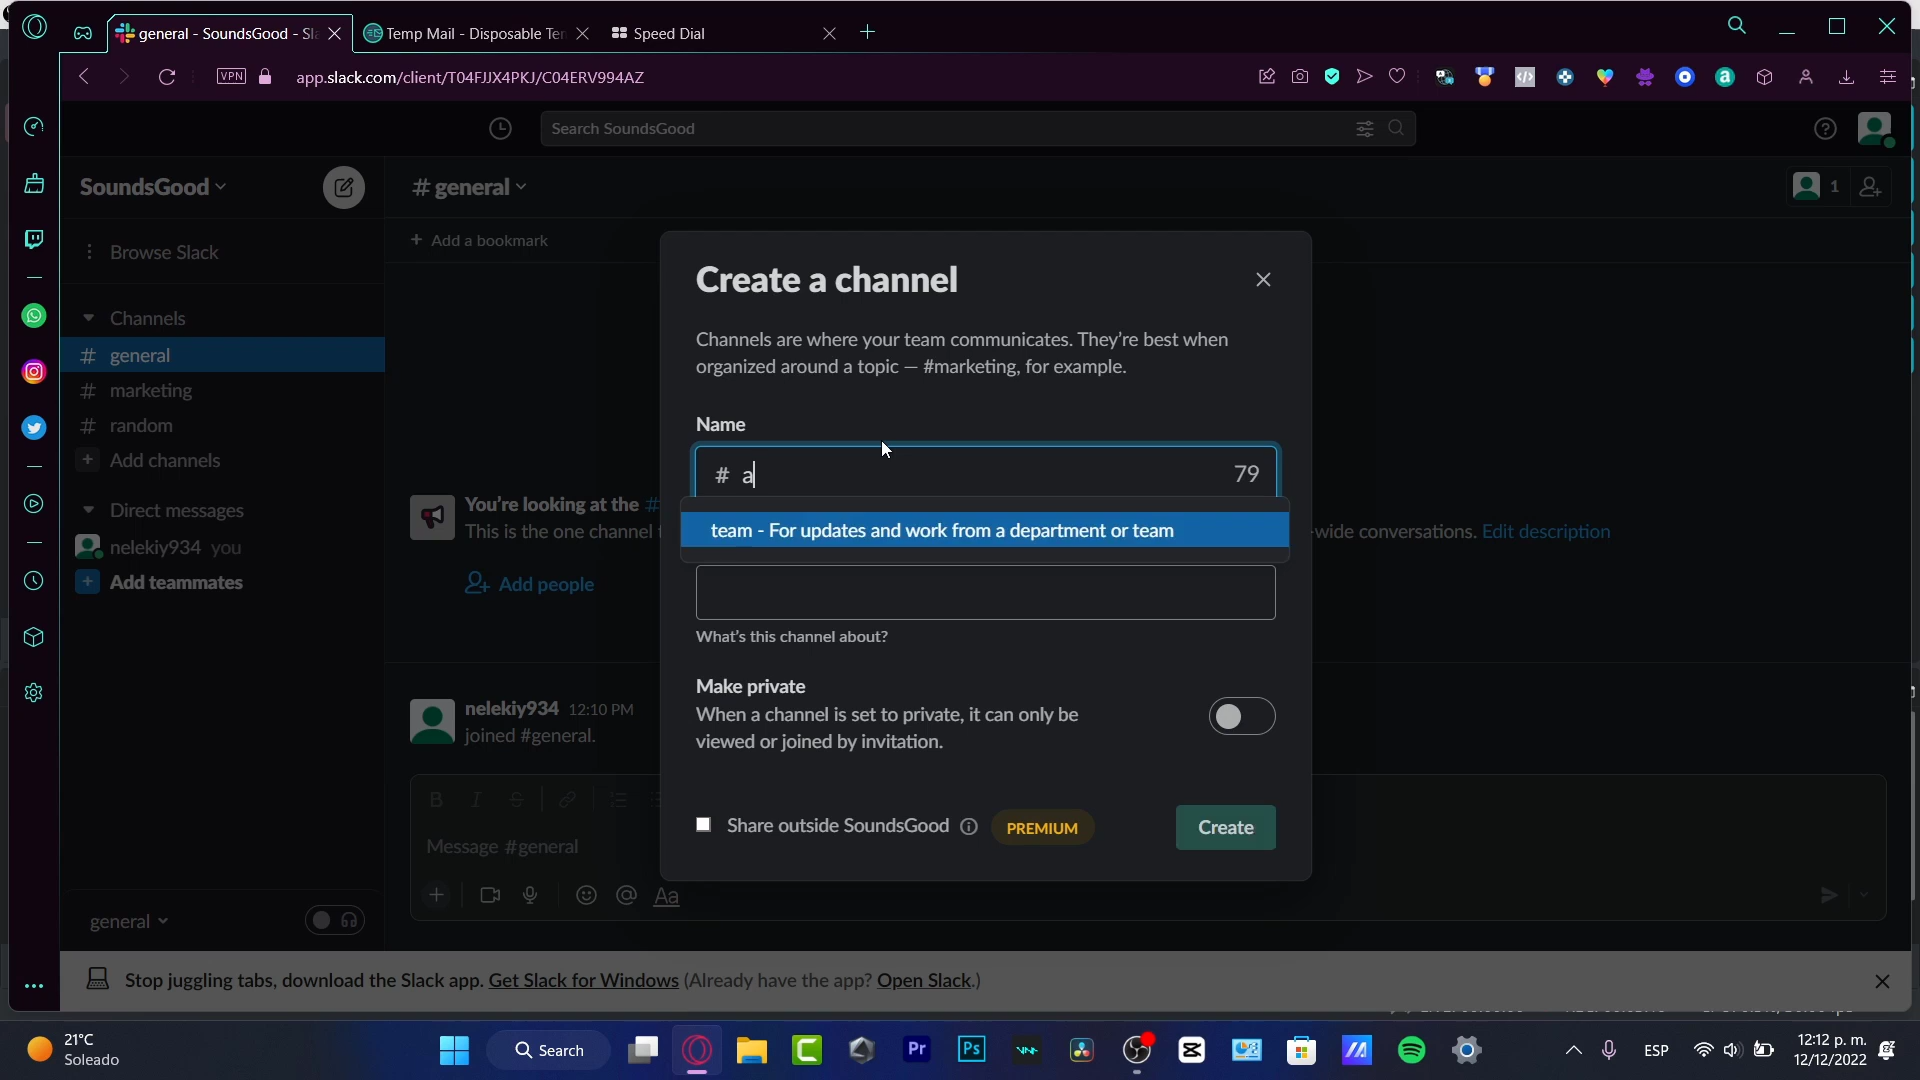 general - SoundsGood - Sla
Temp Mail - Disposable Ten
Speed Dial
VPN
app.slack.com/client/T04FJJX4PKJ/C04ERV994AZ
Search SoundsGood
SoundsGood
# general
1
Browse Slack
+ Add a bookmark
Channels
# general
# marketing
# random
+ Add channels
Direct messages
nelekiy934 you
+ Add teammates
You're looking at the #
This is the one channel
-wide conversations. Edit description
Add people
nelekiy934 12:10 PM
joined #general.
Message #general
Aa
general
Create a channel
Channels are where your team communicates. They're best when
organized around a topic — #marketing, for example.
Name
# a
79
team - For updates and work from a department or team
What's this channel about?
Make private
When a channel is set to private, it can only be
viewed or joined by invitation.
Share outside SoundsGood
PREMIUM
Create
Stop juggling tabs, download the Slack app. Get Slack for Windows (Already have the app? Open Slack.)
21°C
Soleado
Search
Pr
Ps
ESP
12:12 p. m.
12/12/2022